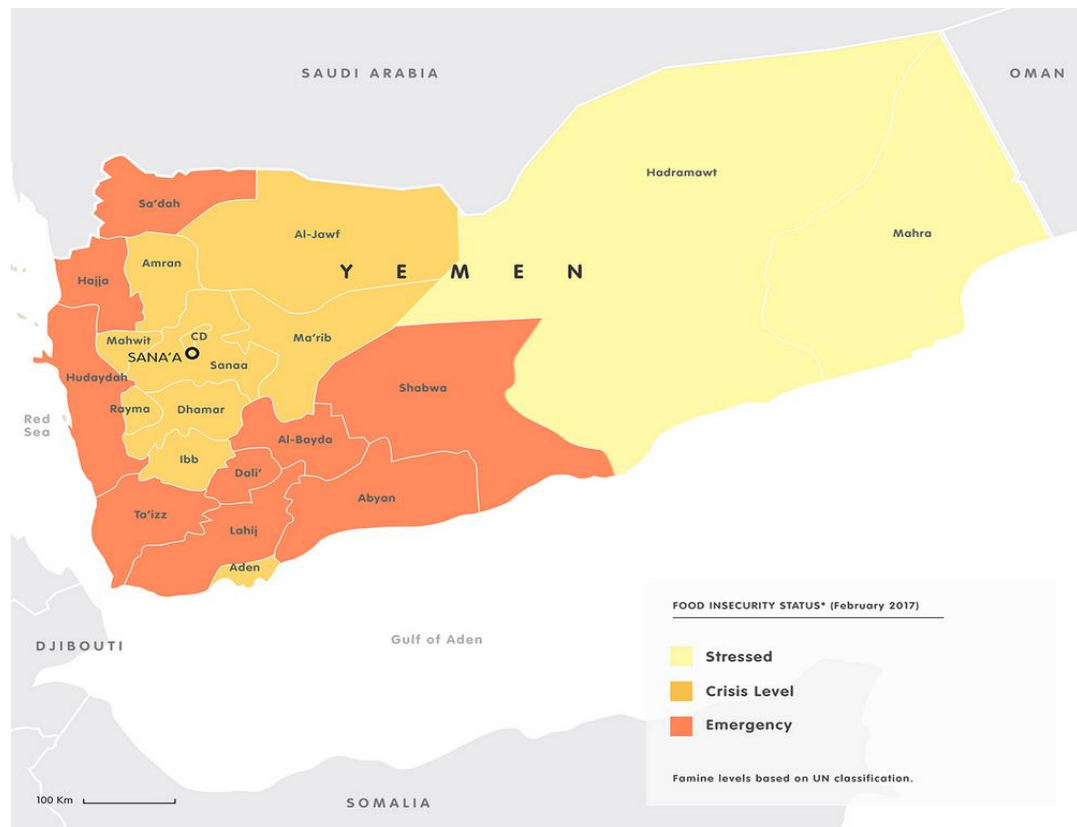 SAUDI ARABIA
OMAN
Hadramawt
Sa'dah
Mahra
Al-Jawf
Amran
YEMEN
Hajja
Ma'rib
CD
Mahwit
SANA'A
Sanaa
Hudaydah
Shabwa
Rayma
Dhamar
Red
Sea
Al-Bayda
Ibb
Dali'
Abyan
Ta'izz
Lahij
Aden
FOOD INSECURITY STATUS* (February 2017)
Stressed
Crisis Level
Emergency
Famine levels based on UN classification.
Gulf of Aden
DJIBOUTI
100 Km
SOMALIA